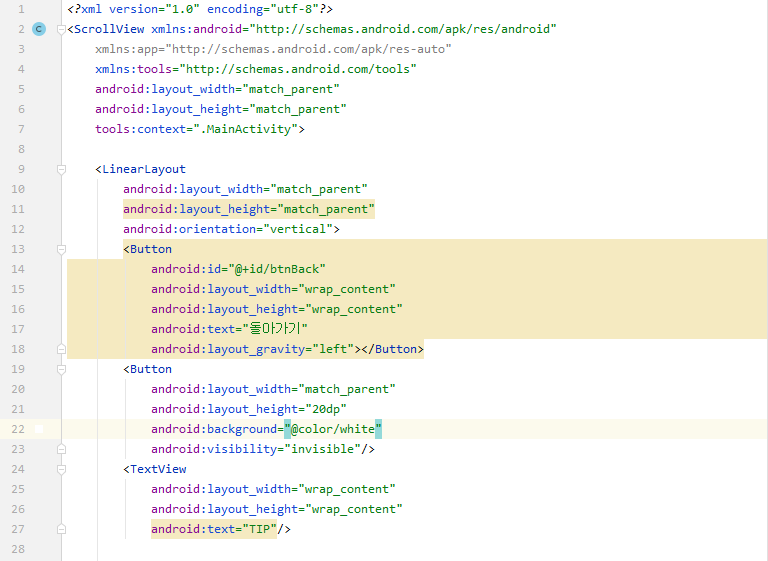 1 <?xml version="1.0" encoding="utf-8"?>
2 C <ScrollView xmlns:android="http://schemas.android.com/apk/res/android"
3     xmlns:app="http://schemas.android.com/apk/res-auto"
4     xmlns:tools="http://schemas.android.com/tools"
5     android:layout_width="match_parent"
6     android:layout_height="match_parent"
7     tools:context=".MainActivity">
8
9     <LinearLayout
10         android:layout_width="match_parent"
11         android:layout_height="match_parent"
12         android:orientation="vertical">
13         <Button
14             android:id="@+id/btnBack"
15             android:layout_width="wrap_content"
16             android:layout_height="wrap_content"
17             android:text="돌아가기"
18             android:layout_gravity="left"></Button>
19         <Button
20             android:layout_width="match_parent"
21             android:layout_height="20dp"
22             android:background="@color/white"
23             android:visibility="invisible"/>
24         <TextView
25             android:layout_width="wrap_content"
26             android:layout_height="wrap_content"
27             android:text="TIP"/>
28